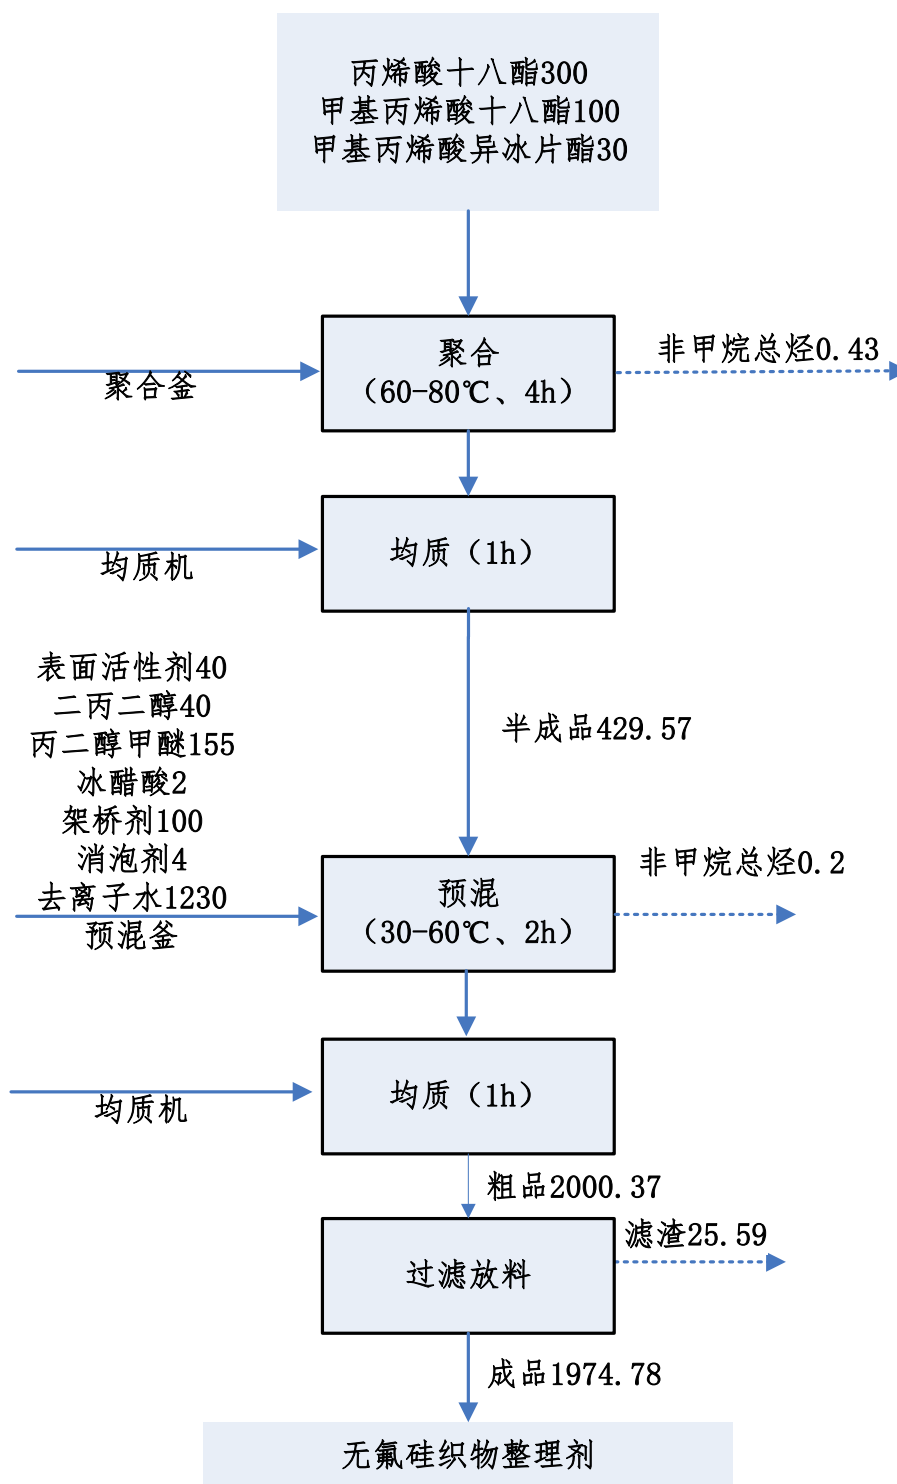 丙烯酸十八酯300
甲基丙烯酸十八酯100
甲基丙烯酸异冰片酯30
聚合
（60-80℃、4h）
非甲烷总烃0.43
聚合釜
均质（1h）
均质机
表面活性剂40
二丙二醇40
丙二醇甲醚155
冰醋酸2
架桥剂100
消泡剂4
去离子水1230
预混釜
半成品429.57
预混
（30-60℃、2h）
非甲烷总烃0.2
均质（1h）
均质机
粗品2000.37
过滤放料
滤渣25.59
成品1974.78
无氟硅织物整理剂